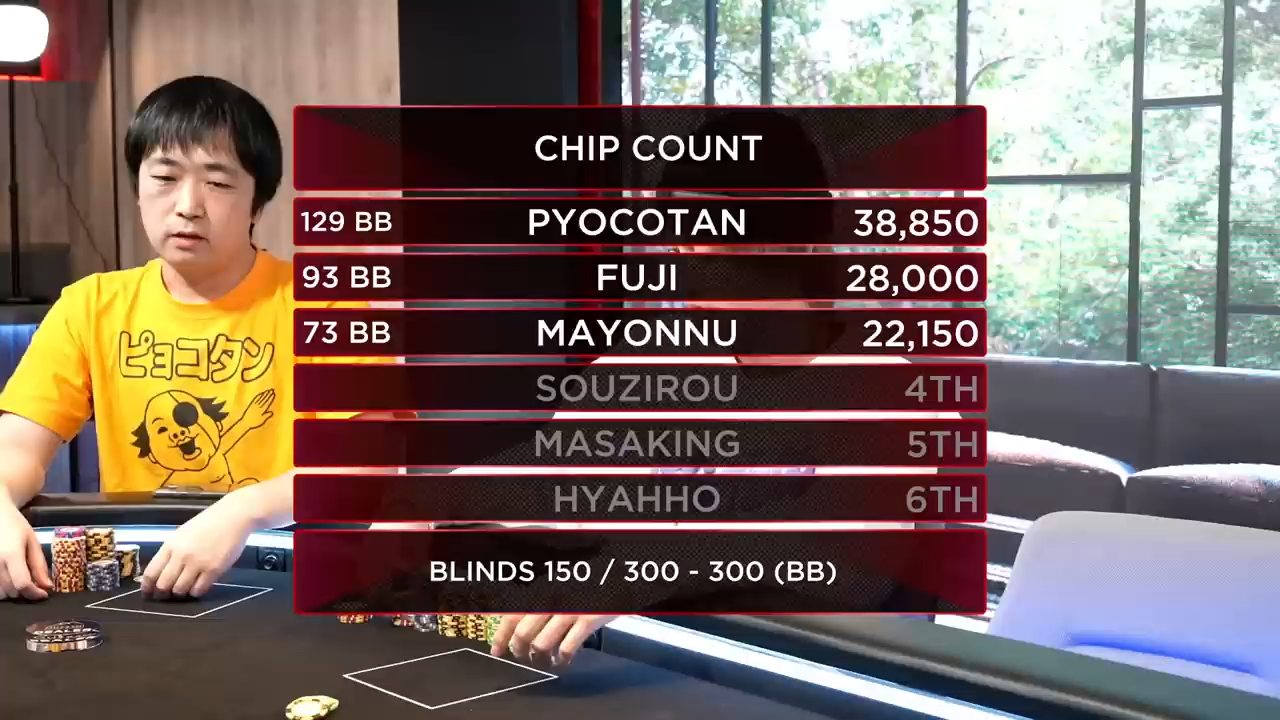 CHIP COUNT
129 BB PYOCOTAN 38,850
93 BB FUJI 28,000
73 BB MAYONNU 22,150
SOUZIROU 4TH
MASAKING 5TH
HYAHHO 6TH
BLINDS 150 / 300 - 300 (BB)
ピョコタン